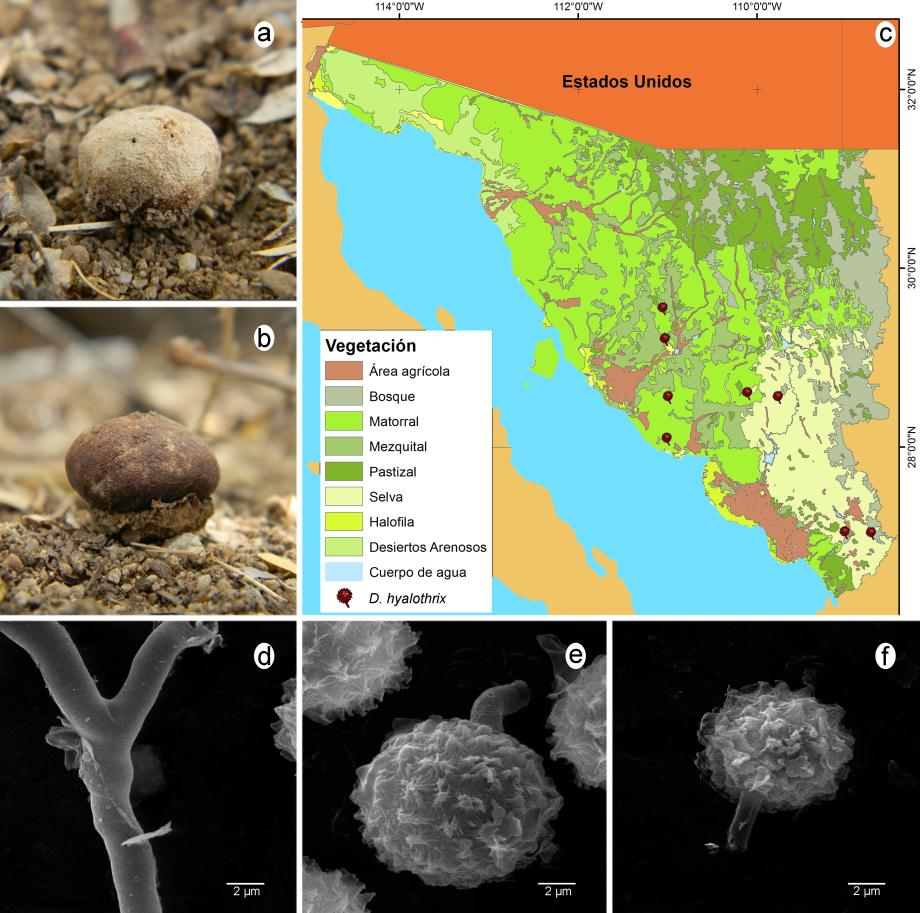 a
b
114°0'0"W 112°0'0"W 110°0'0"W
c
Estados Unidos
32°0'0"N
30°0'0"N
28°0'0"N
Vegetación
Área agrícola
Bosque
Matorral
Mezquital
Pastizal
Selva
Halofila
Desiertos Arenosos
Cuerpo de agua
D. hyalothrix
d
2 µm
e
2 µm
f
2 µm